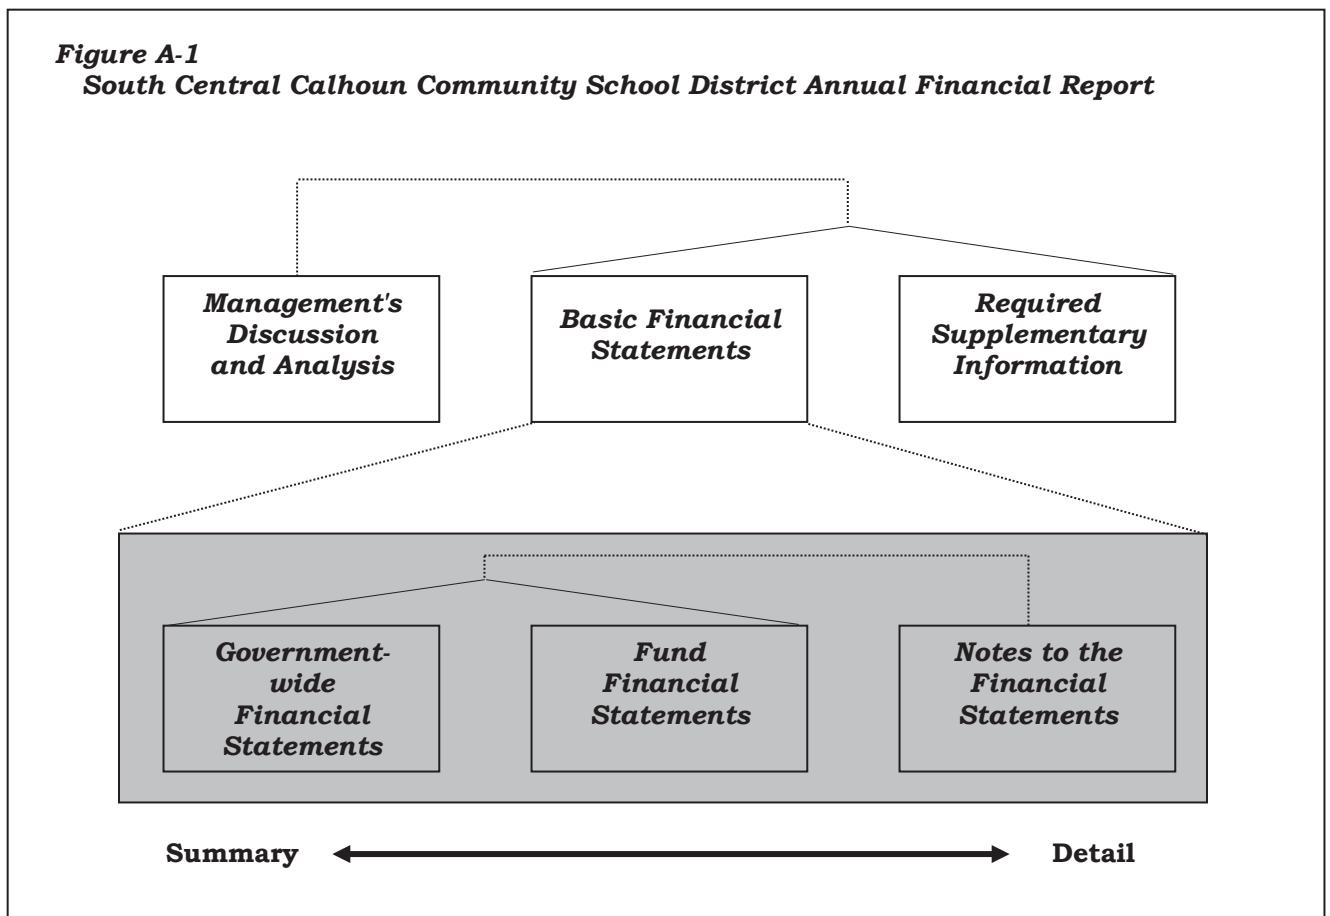 Figure A-1
South Central Calhoun Community School District Annual Financial Report
Management's
Discussion
and Analysis
Basic Financial
Statements
Required
Supplementary
Information
Government-
wide
Financial
Statements
Fund
Financial
Statements
Notes to the
Financial
Statements
Summary
Detail